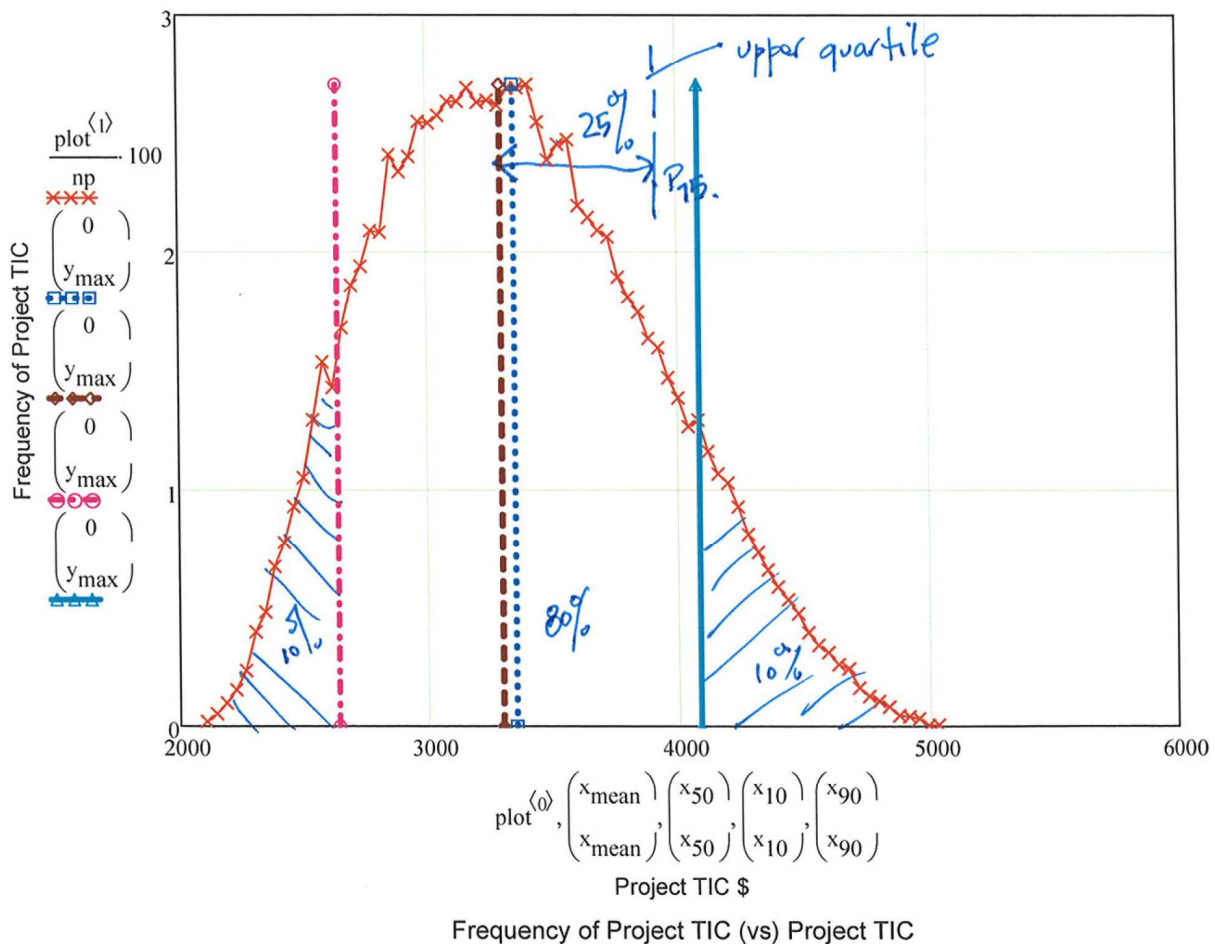 3
upper quartile
25%
P75.
plot⟨1⟩
np
· 100
0
ymax
0
ymax
0
ymax
0
ymax
Frequency of Project TIC
2
1
0
80%
10%
10%
2000 3000 4000 5000 6000
plot⟨0⟩, (xmean xmean), (x50 x50), (x10 x10), (x90 x90)
Project TIC $
Frequency of Project TIC (vs) Project TIC